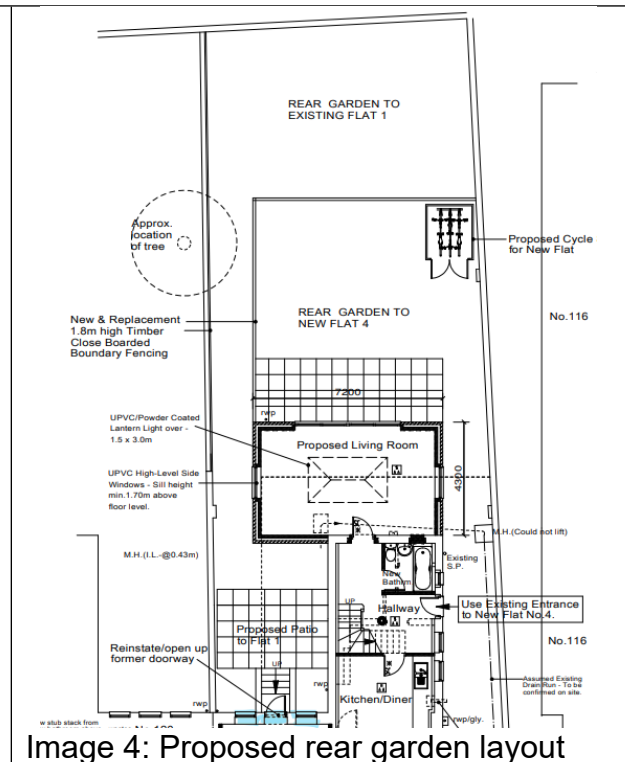 REAR GARDEN TO
EXISTING FLAT 1
Approx.
location
of tree
Proposed Cycle
for New Flat
New & Replacement
1.8m high Timber
Close Boarded
Boundary Fencing
REAR GARDEN TO
NEW FLAT 4
No.116
7200
rwp
UPVC/Powder Coated
Lantern Light over -
1.5 x 3.0m
Proposed Living Room
UPVC High-Level Side
Windows - Sill height
min.1.70m above
floor level.
4300
M.H.(Could not lift)
M.H.(I.L.-@0.43m)
Existing
S.P.
New
Bathrm.
UP
Hallway
Use Existing Entrance
to New Flat No.4.
Proposed Patio
to Flat 1
Reinstate/open up
former doorway
UP
No.116
Kitchen/Diner
Assumed Existing
Drain Run - To be
confirmed on site.
rwp
rwp
rwp/gly.
w stub stack from
Image 4: Proposed rear garden layout